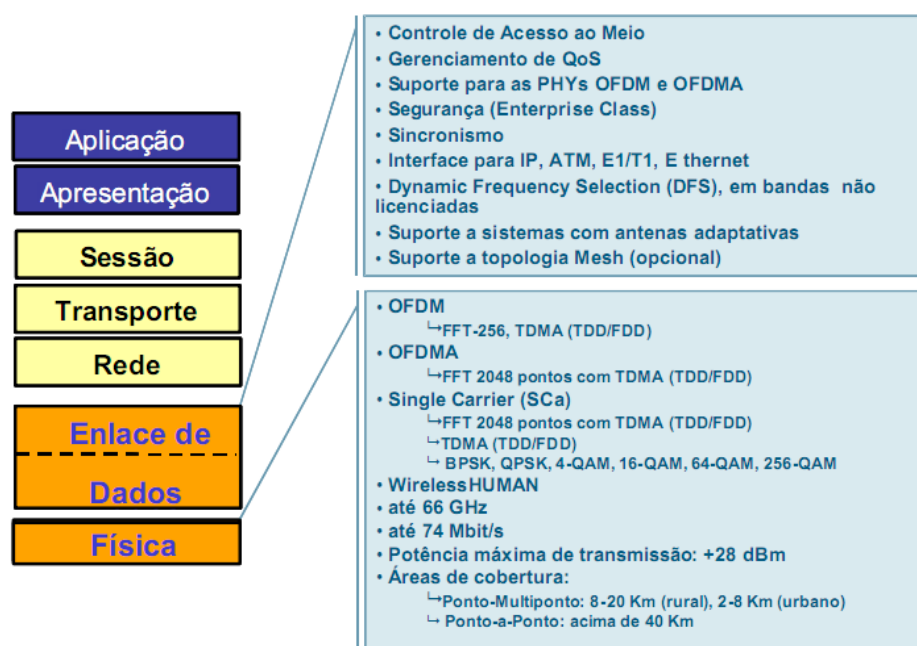 Aplicação
Apresentação
Sessão
Transporte
Rede
Enlace de
Dados
Física
• Controle de Acesso ao Meio
• Gerenciamento de QoS
• Suporte para as PHYs OFDM e OFDMA
• Segurança (Enterprise Class)
• Sincronismo
• Interface para IP, ATM, E1/T1, E thernet
• Dynamic Frequency Selection (DFS), em bandas não
licenciadas
• Suporte a sistemas com antenas adaptativas
• Suporte a topologia Mesh (opcional)
• OFDM
↳FFT-256, TDMA (TDD/FDD)
• OFDMA
↳FFT 2048 pontos com TDMA (TDD/FDD)
• Single Carrier (SCa)
↳FFT 2048 pontos com TDMA (TDD/FDD)
↳TDMA (TDD/FDD)
↳ BPSK, QPSK, 4-QAM, 16-QAM, 64-QAM, 256-QAM
• WirelessHUMAN
• até 66 GHz
• até 74 Mbit/s
• Potência máxima de transmissão: +28 dBm
• Áreas de cobertura:
↳Ponto-Multiponto: 8-20 Km (rural), 2-8 Km (urbano)
↳ Ponto-a-Ponto: acima de 40 Km